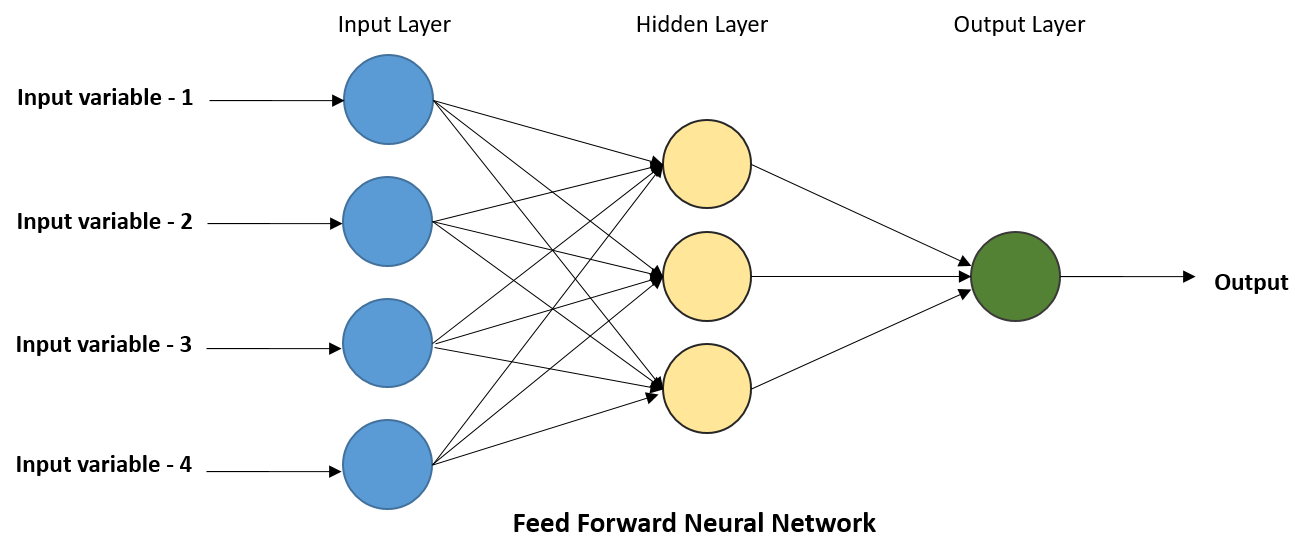 Input Layer
Hidden Layer
Output Layer
Input variable - 1
Input variable - 2
Input variable - 3
Input variable - 4
Output
Feed Forward Neural Network